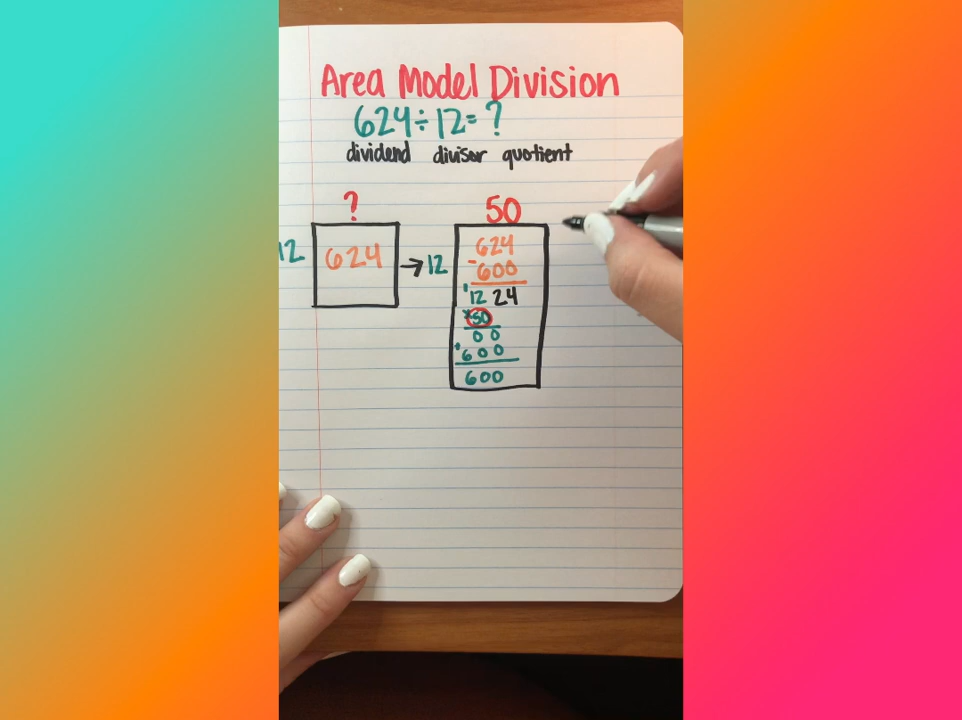 Area Model Division
624 ÷ 12 = ?
dividend divisor quotient
?
12 624 → 12
50
624
- 600
12 24
x 50
00
+ 600
600